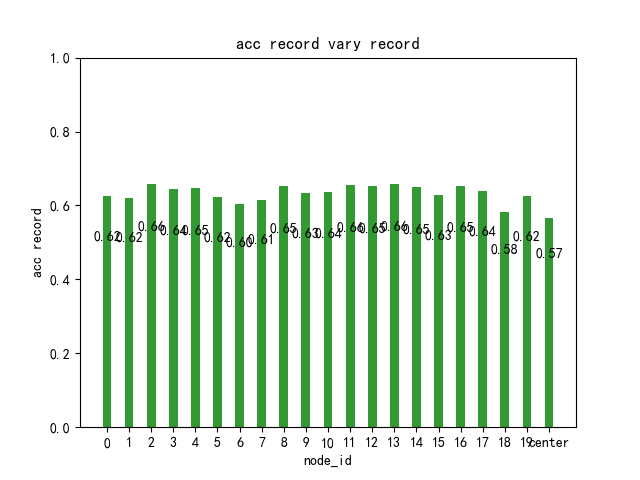 acc record vary record
1.0
0.8
0.6
0.4
0.2
0.0
acc record
0.62 0.62 0.66 0.64 0.65 0.62 0.60 0.61 0.65 0.63 0.64 0.66 0.65 0.66 0.65 0.63 0.65 0.64 0.58 0.62 0.57
0 1 2 3 4 5 6 7 8 9 10 11 12 13 14 15 16 17 18 19 center
node_id